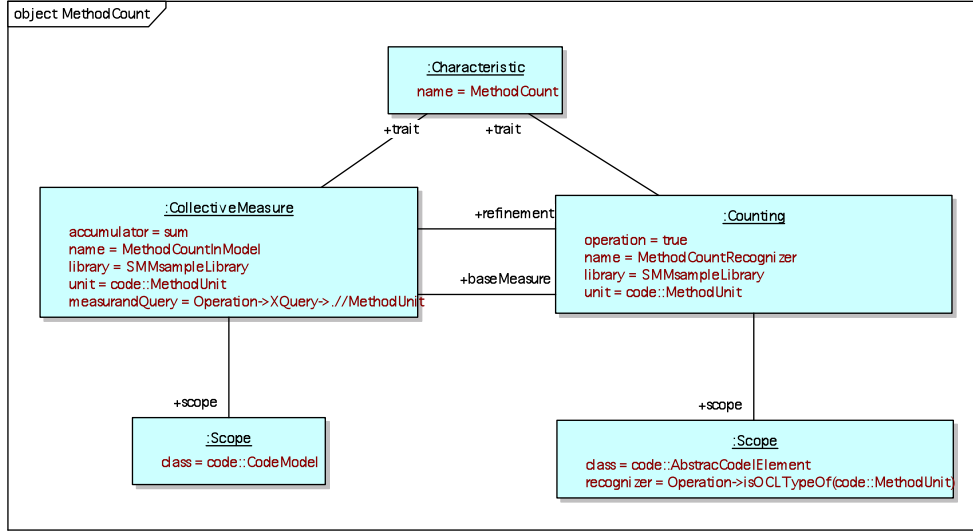 object MethodCount
:Characteristic
name = MethodCount
+trait
+trait
:CollectiveMeasure
accumulator = sum
name = MethodCountInModel
library = SMMsampleLibrary
unit = code::MethodUnit
measurandQuery = Operation->XQuery->.//MethodUnit
+refinement
+baseMeasure
:Counting
operation = true
name = MethodCountRecognizer
library = SMMsampleLibrary
unit = code::MethodUnit
+scope
+scope
:Scope
class = code::CodeModel
:Scope
class = code::AbstracCodelElement
recognizer = Operation->isOCLTypeOf(code::MethodUnit)